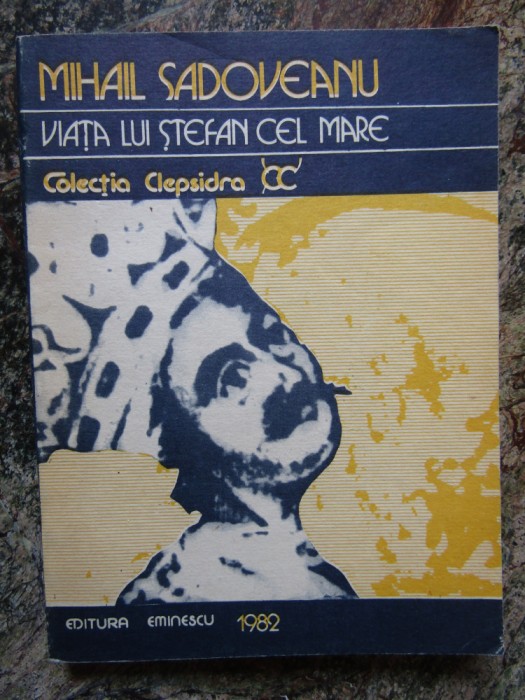 MIHAIL SADOVEANU
VIAȚA LUI ȘTEFAN CEL MARE
Colecția Clepsidra CC
EDITURA EMINESCU 1982